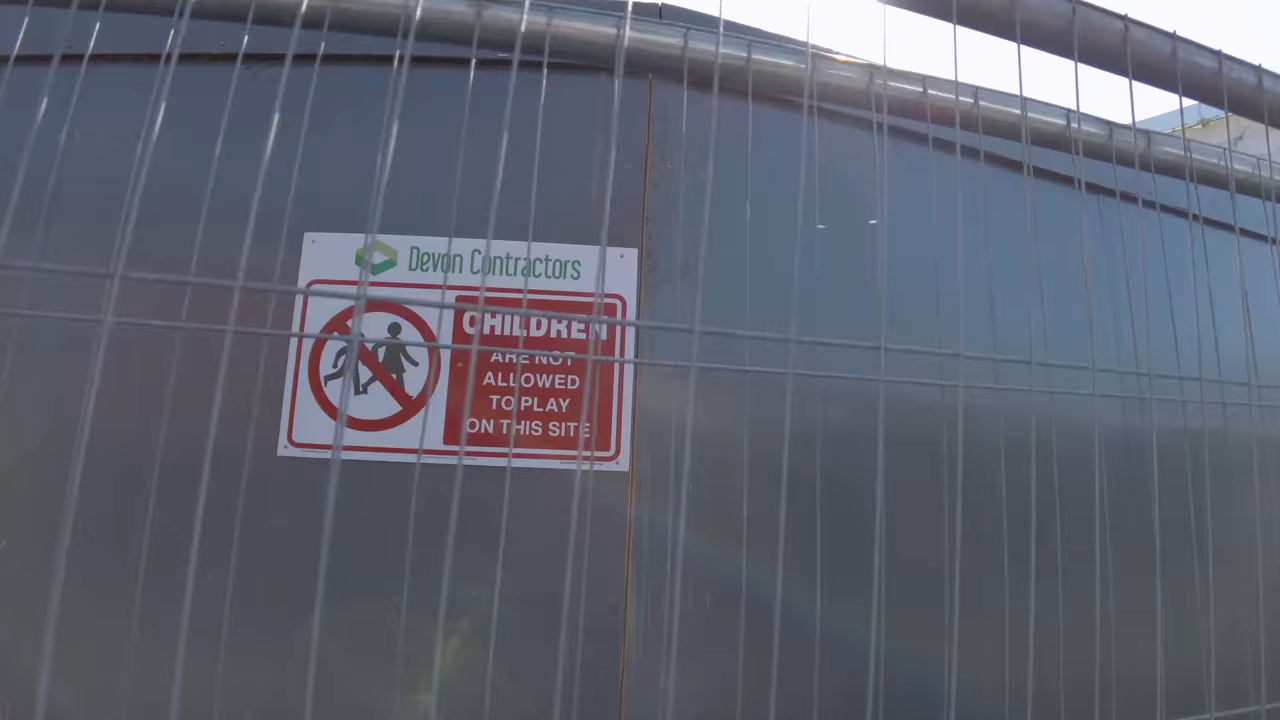 Devon Contractors
CHILDREN
ARE NOT
ALLOWED
TO PLAY
ON THIS SITE